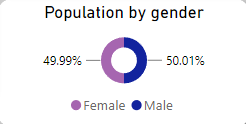 Population by gender
49.99% 50.01%
Female Male